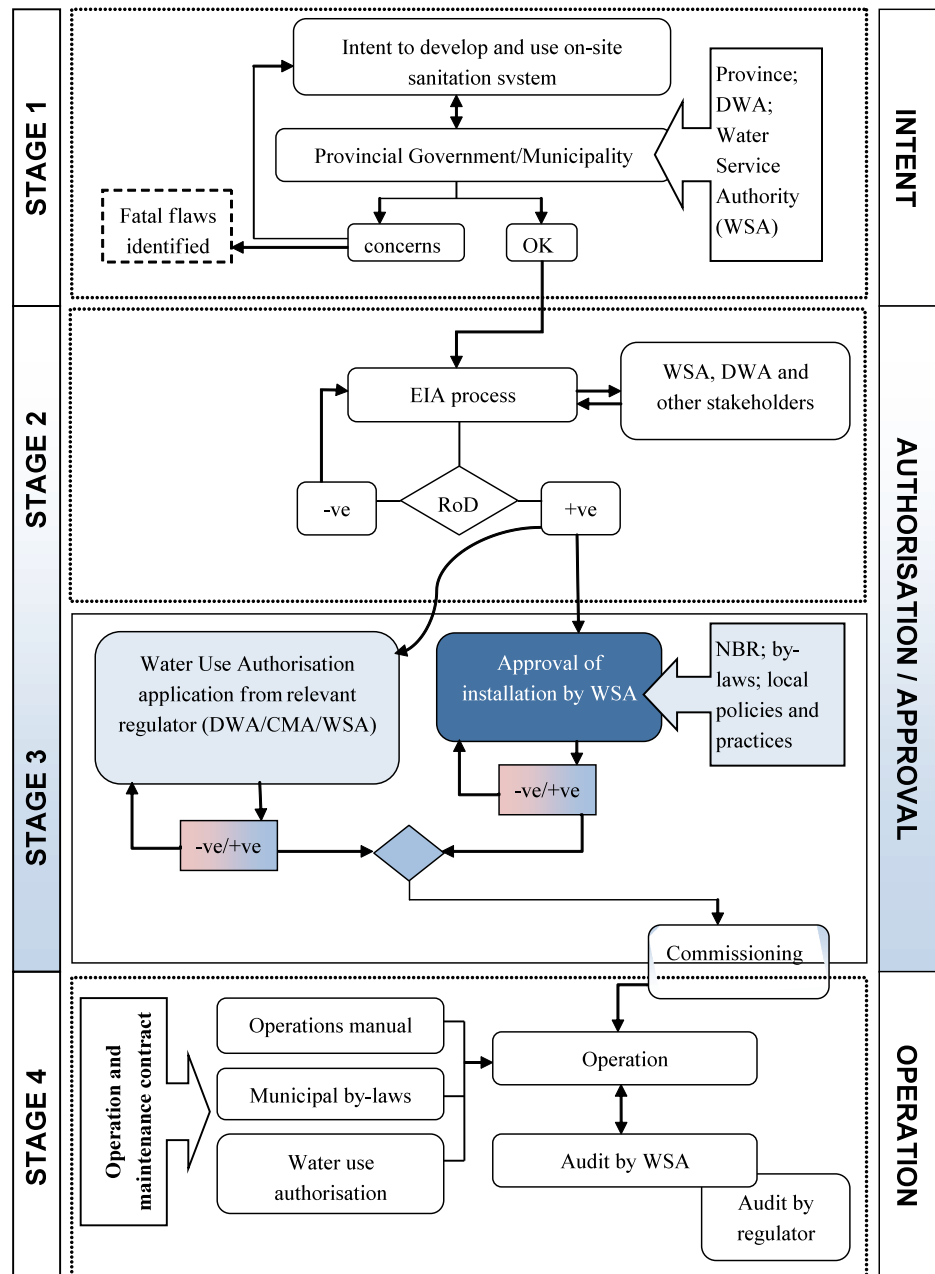 STAGE 1
INTENT
Intent to develop and use on-site
sanitation svstem
Province;
DWA;
Water
Service
Authority
(WSA)
Provincial Government/Municipality
Fatal flaws
identified
concerns
OK
STAGE 2
AUTHORISATION / APPROVAL
EIA process
WSA, DWA and
other stakeholders
-ve
RoD
+ve
STAGE 3
Water Use Authorisation
application from relevant
regulator (DWA/CMA/WSA)
Approval of
installation by WSA
NBR; by-
laws; local
policies and
practices
-ve/+ve
-ve/+ve
Commissioning
STAGE 4
OPERATION
Operation and
maintenance contract
Operations manual
Municipal by-laws
Water use
authorisation
Operation
Audit by WSA
Audit by
regulator